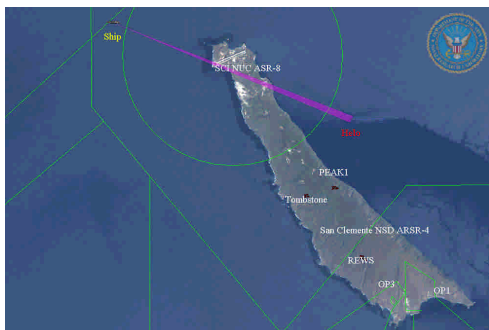 Ship
SCI NUC ASR-8
PEAK1
Tombstone
San Clemente NSD ARSR-4
REWS
OP3
OP1